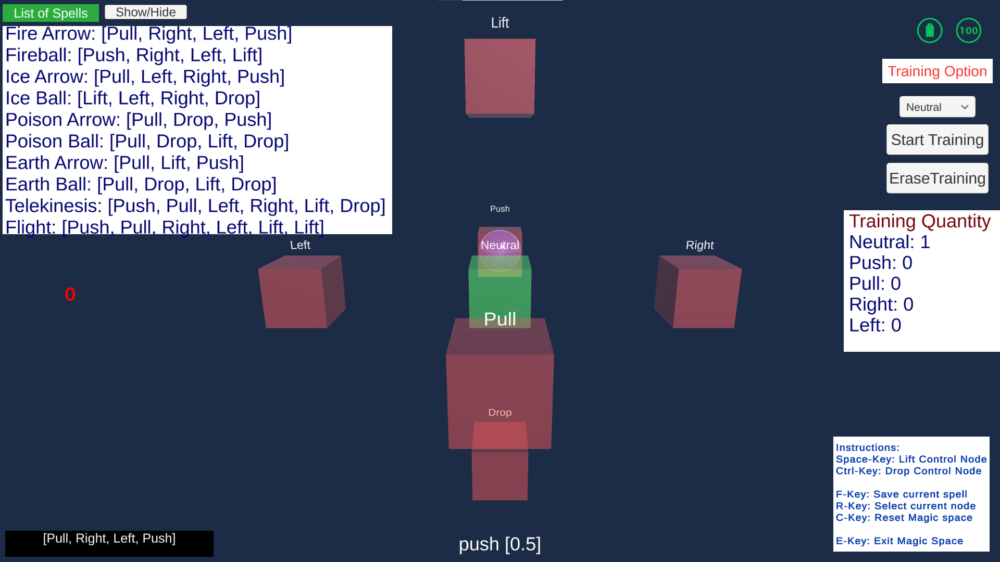 List of Spells
Show/Hide
Fire Arrow: [Pull, Right, Left, Push]
Fireball: [Push, Right, Left, Lift]
Ice Arrow: [Pull, Left, Right, Push]
Ice Ball: [Lift, Left, Right, Drop]
Poison Arrow: [Pull, Drop, Push]
Poison Ball: [Pull, Drop, Lift, Drop]
Earth Arrow: [Pull, Lift, Push]
Earth Ball: [Pull, Drop, Lift, Drop]
Telekinesis: [Push, Pull, Left, Right, Lift, Drop]
Flight: [Push, Pull, Right, Left, Lift, Lift]
Lift
100
Training Option
Neutral
Start Training
EraseTraining
Push
Neutral
Left
Right
0
Pull
Drop
Training Quantity
Neutral: 1
Push: 0
Pull: 0
Right: 0
Left: 0
Instructions:
Space-Key: Lift Control Node
Ctrl-Key: Drop Control Node
F-Key: Save current spell
R-Key: Select current node
C-Key: Reset Magic space
E-Key: Exit Magic Space
[Pull, Right, Left, Push]
push [0.5]